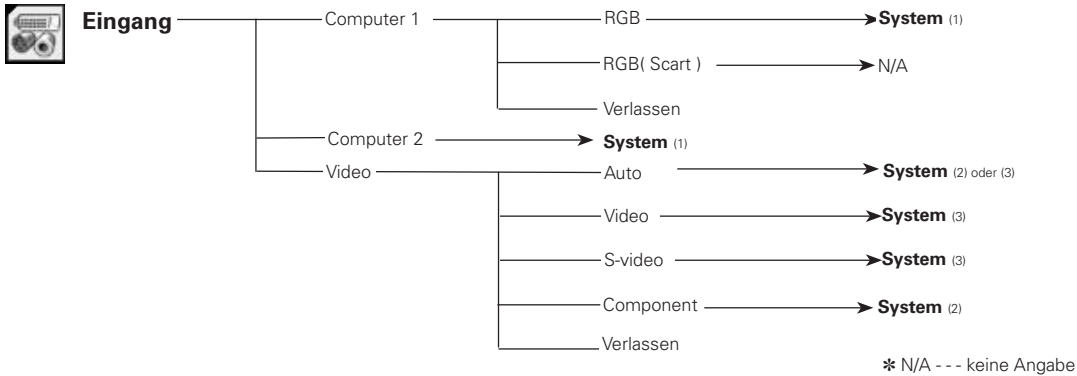 Eingang Computer 1 RGB System (1)
RGB( Scart ) N/A
Verlassen
Computer 2 System (1)
Video Auto System (2) oder (3)
Video System (3)
S-video System (3)
Component System (2)
Verlassen
✽ N/A - - - keine Angabe